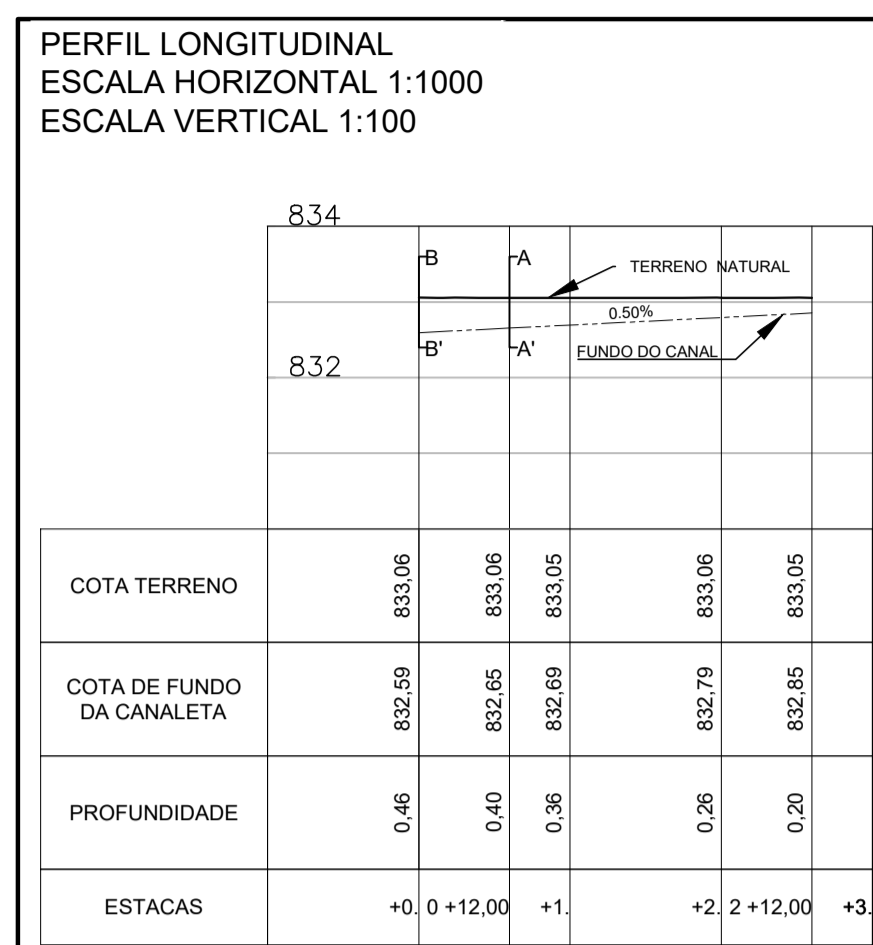 PERFIL LONGITUDINAL
ESCALA HORIZONTAL 1:1000
ESCALA VERTICAL 1:100
834
B
A
TERRENO NATURAL
0.50%
B'
A'
FUNDO DO CANAL
832
COTA TERRENO
833,06
833,06
833,05
833,06
833,05
COTA DE FUNDO
DA CANALETA
832,59
832,65
832,69
832,79
832,85
PROFUNDIDADE
0,46
0,40
0,36
0,26
0,20
ESTACAS
+0.
0 +12,00
+1.
+2.
2 +12,00
+3.